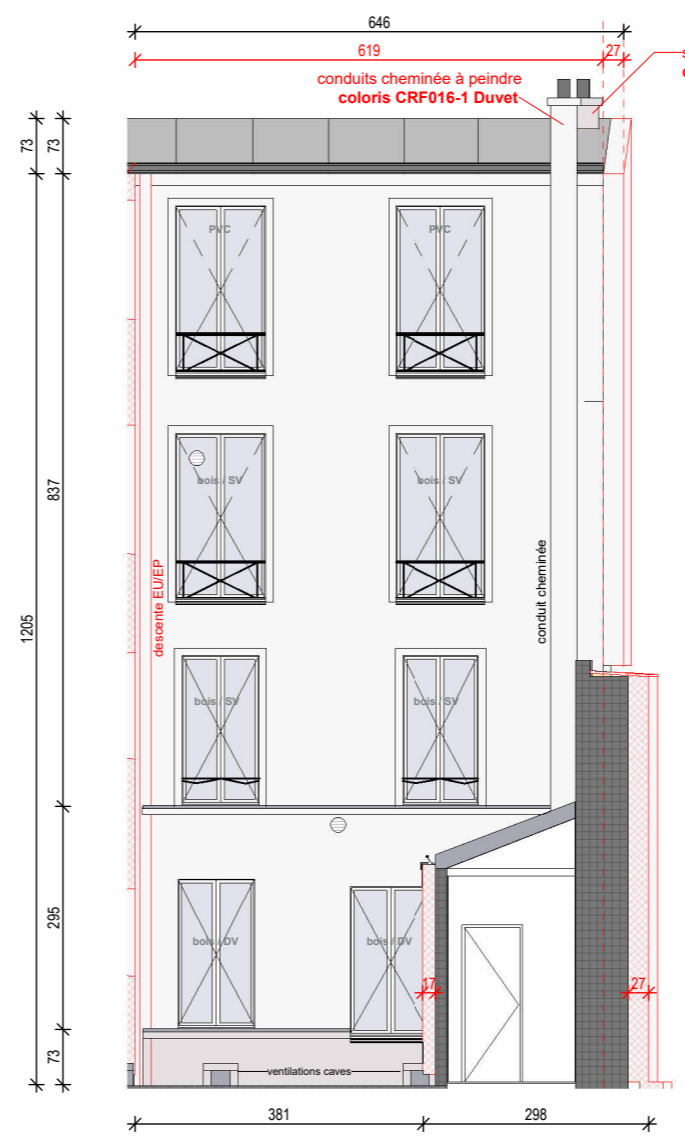 646
619
27
conduits cheminée à peindre
coloris CRF016-1 Duvet
73
73
PVC
PVC
837
bois / SV
bois / SV
descente EU/EP
conduit cheminée
1205
bois / SV
bois / SV
295
bois / DV
bois / DV
17
27
73
ventilations caves
381
298